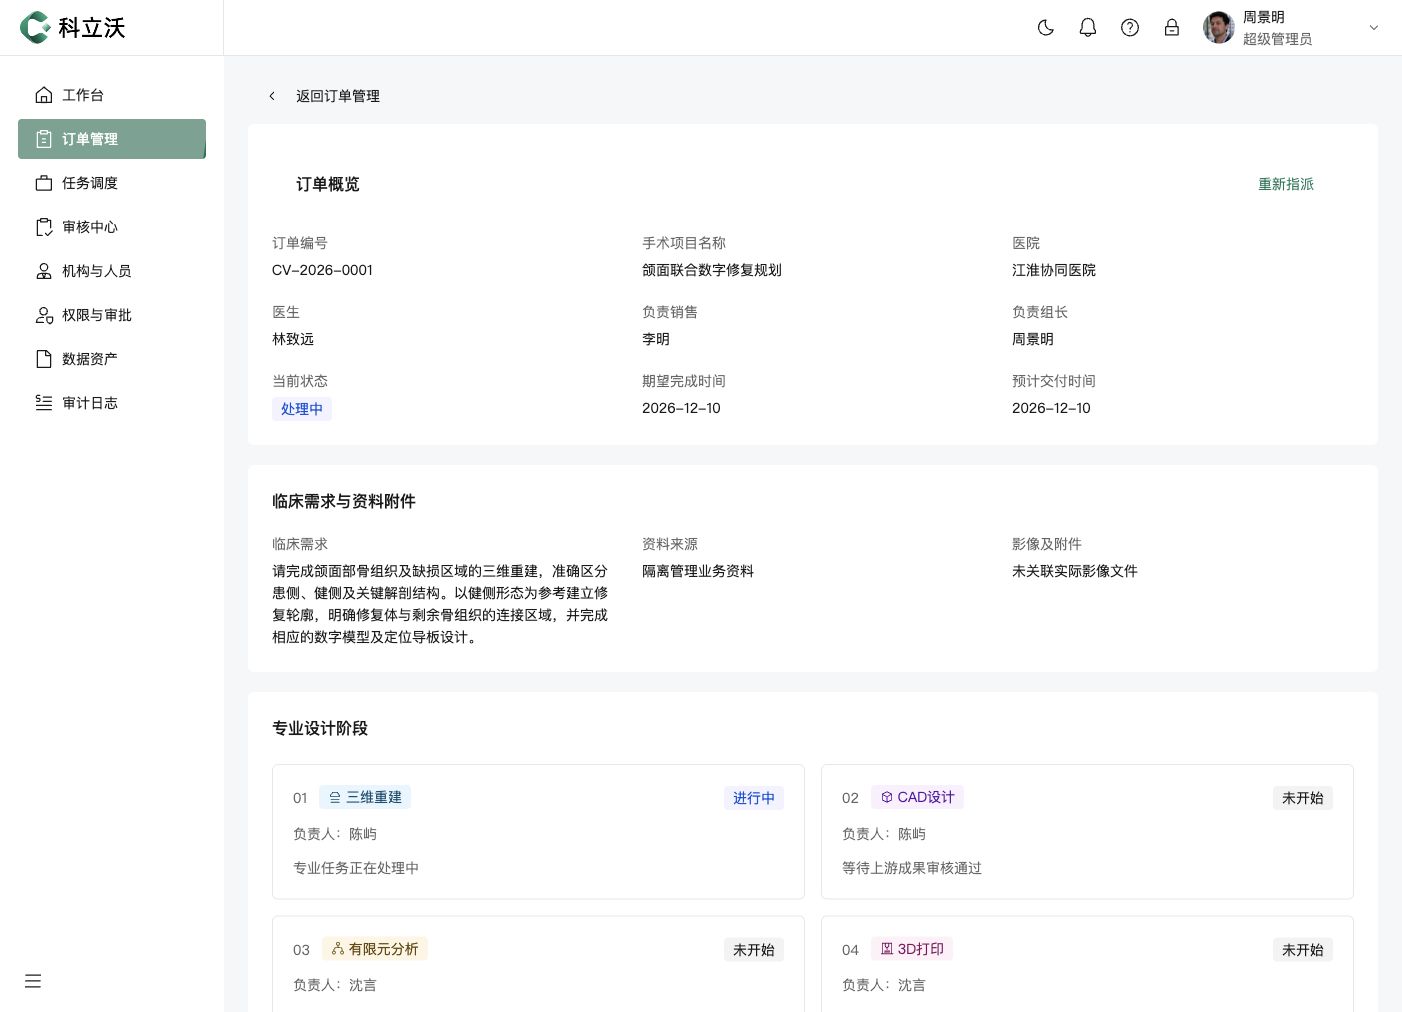 科立沃
周景明
超级管理员
工作台
订单管理
任务调度
审核中心
机构与人员
权限与审批
数据资产
审计日志
返回订单管理
订单概览
重新指派
订单编号
手术项目名称
医院
CV-2026-0001
颌面联合数字修复规划
江淮协同医院
医生
负责销售
负责组长
林致远
李明
周景明
当前状态
期望完成时间
预计交付时间
处理中
2026-12-10
2026-12-10
临床需求与资料附件
临床需求
资料来源
影像及附件
请完成颌面部骨组织及缺损区域的三维重建，准确区分
患侧、健侧及关键解剖结构。以健侧形态为参考建立修
复轮廓，明确修复体与剩余骨组织的连接区域，并完成
相应的数字模型及定位导板设计。
隔离管理业务资料
未关联实际影像文件
专业设计阶段
01 三维重建 进行中
负责人：陈屿
专业任务正在处理中
02 CAD设计 未开始
负责人：陈屿
等待上游成果审核通过
03 有限元分析 未开始
负责人：沈言
04 3D打印 未开始
负责人：沈言